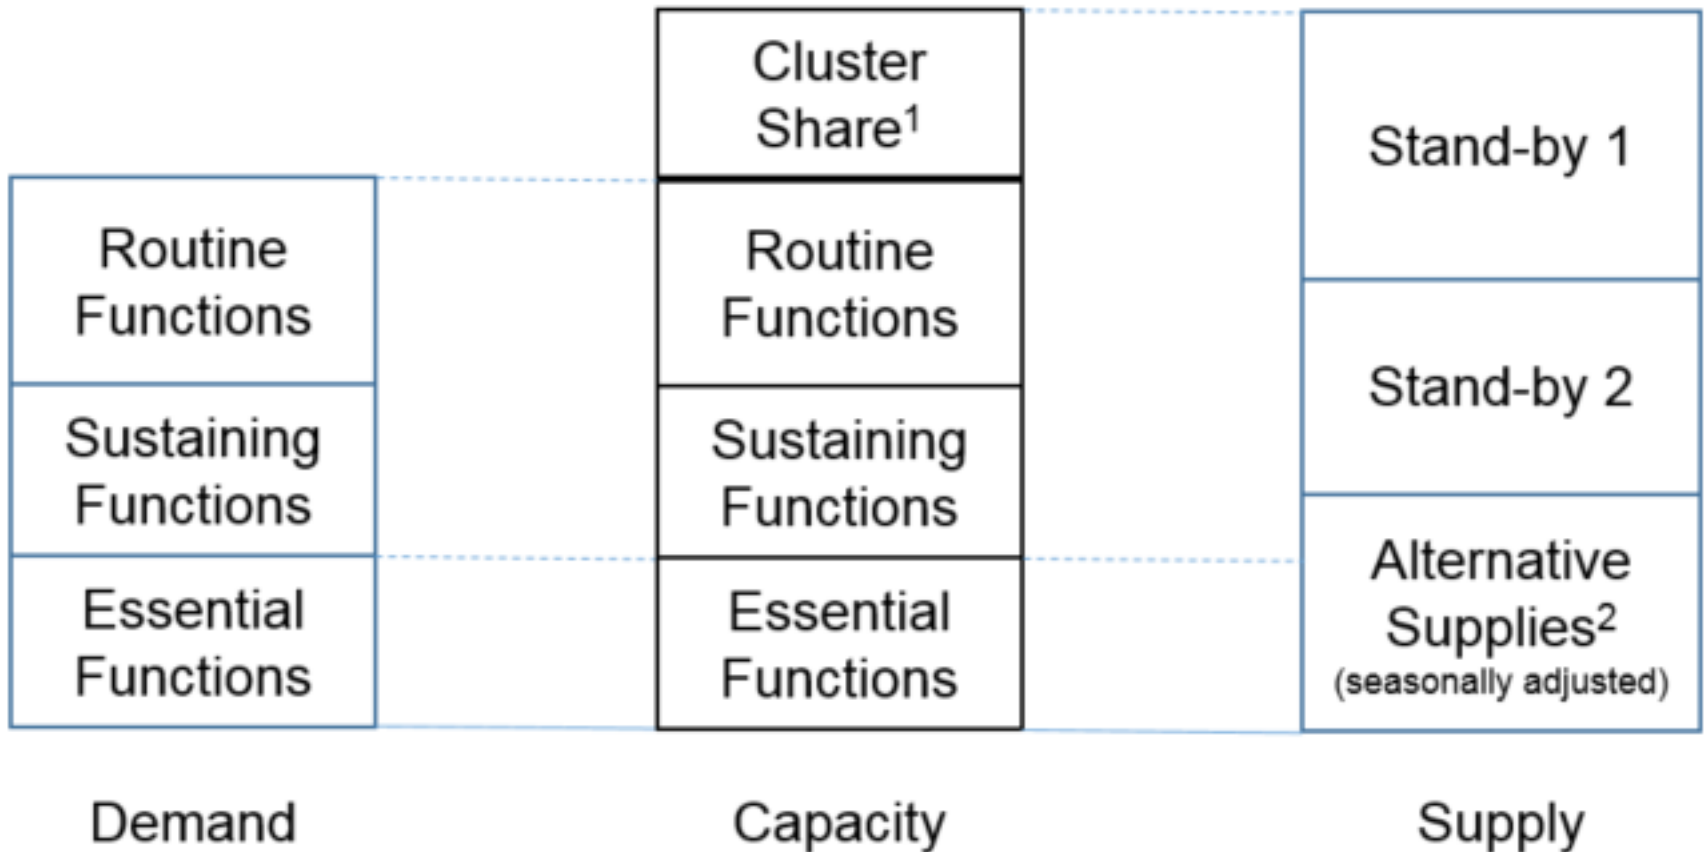 Cluster
Share¹
Routine
Functions
Sustaining
Functions
Essential
Functions
Demand
Routine
Functions
Sustaining
Functions
Essential
Functions
Capacity
Stand-by 1
Stand-by 2
Alternative
Supplies²
(seasonally adjusted)
Supply